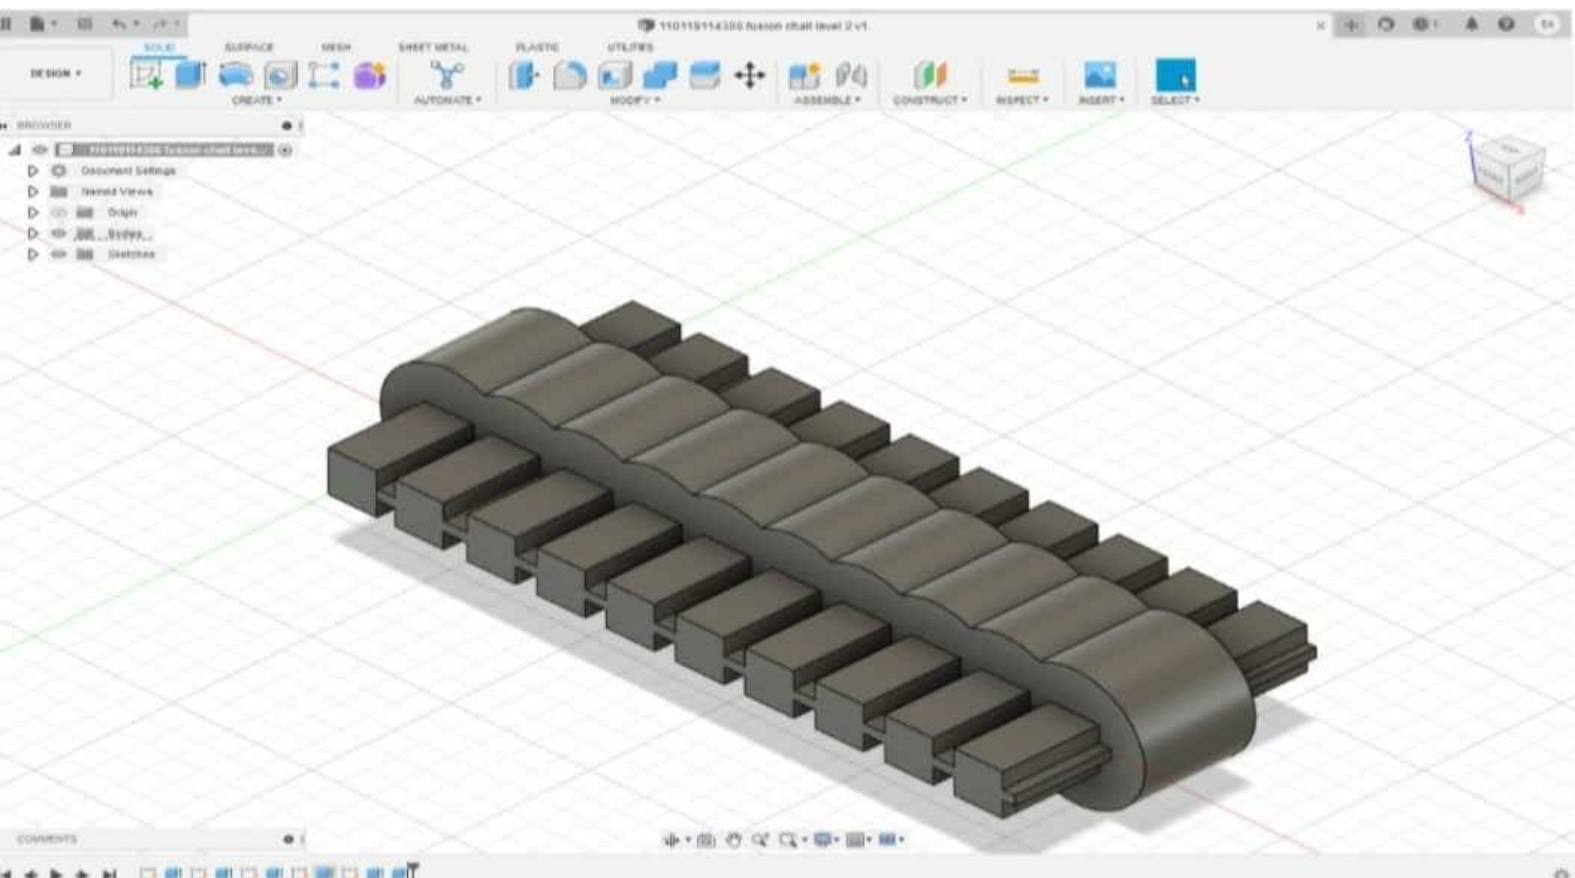 110119114386 fusion chall level 2 v1
SOLID SURFACE MESH SHEET METAL PLASTIC UTILITIES
DESIGN
CREATE AUTOMATE MODIFY ASSEMBLE CONSTRUCT INSPECT INSERT SELECT
BROWSER
Document Settings
Named Views
Origin
Bodies
Sketches
Z
X
COMMENTS